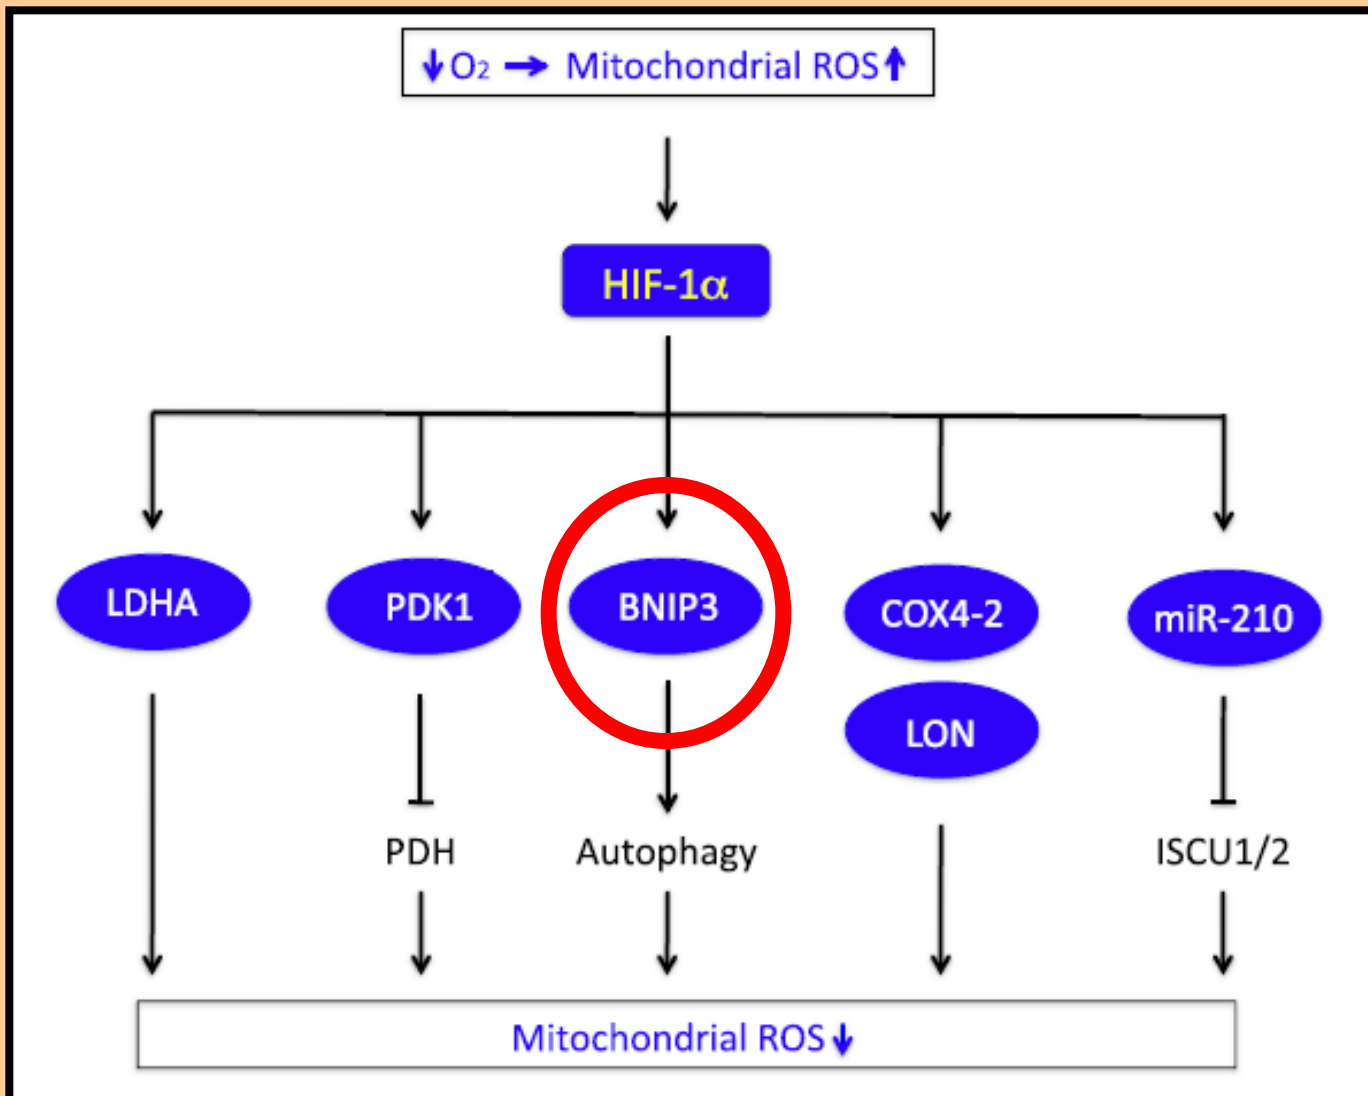 ↓O₂ → Mitochondrial ROS↑
HIF-1α
LDHA
PDK1
BNIP3
COX4-2
miR-210
LON
PDH
Autophagy
ISCU1/2
Mitochondrial ROS↓